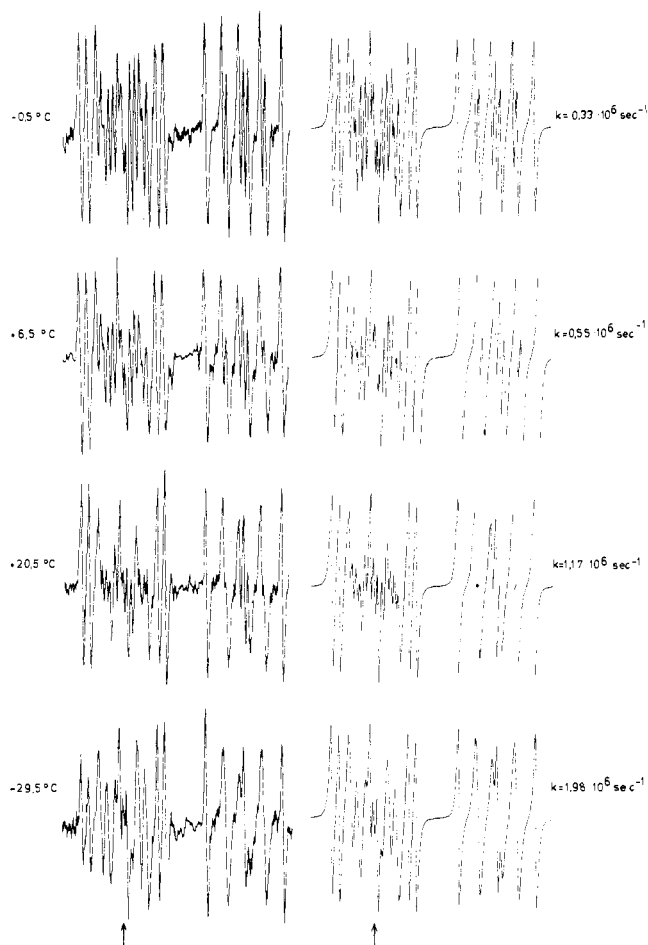 -0,5 °C
k = 0,33 · 10⁶ sec⁻¹
+6,5 °C
k = 0,55 · 10⁶ sec⁻¹
+20,5 °C
k = 1,17 10⁶ sec⁻¹
-29,5 °C
k = 1,98 10⁶ sec⁻¹